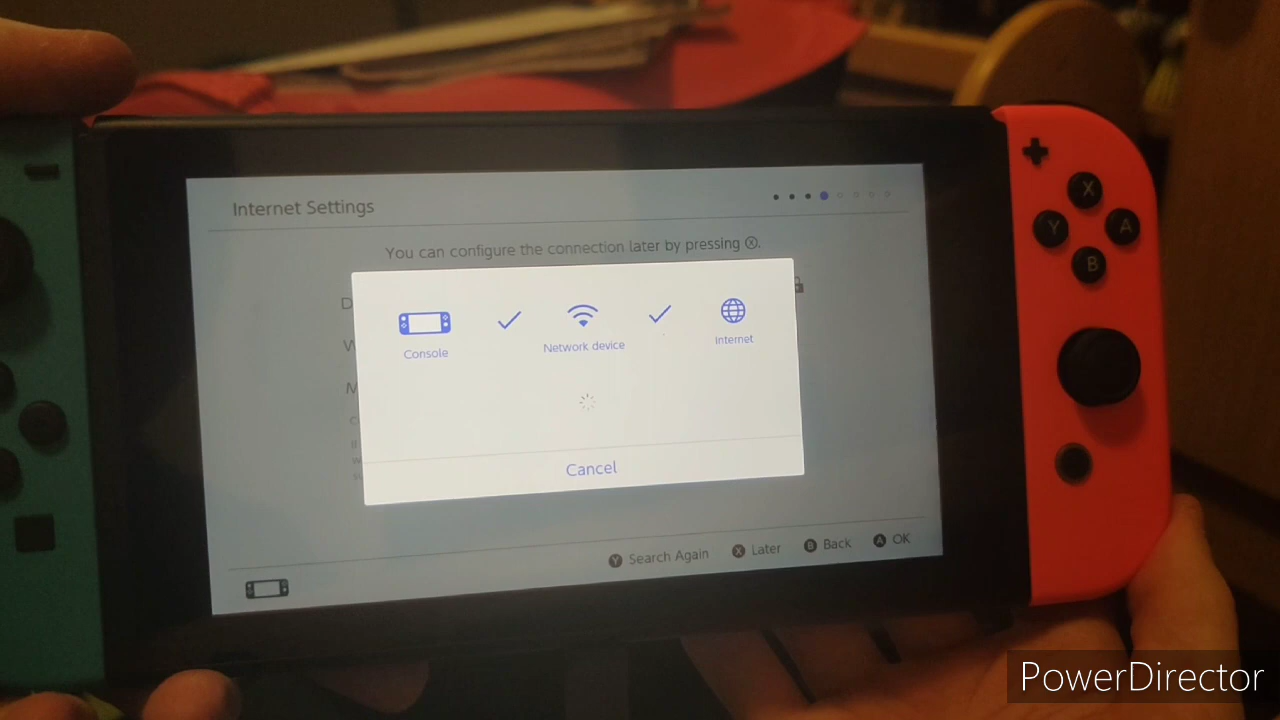 Internet Settings
You can configure the connection later by pressing Ⓧ.
D
Console
Network device
Internet
W
M
Cancel
Y Search Again X Later B Back A OK
X
Y
A
B
PowerDirector